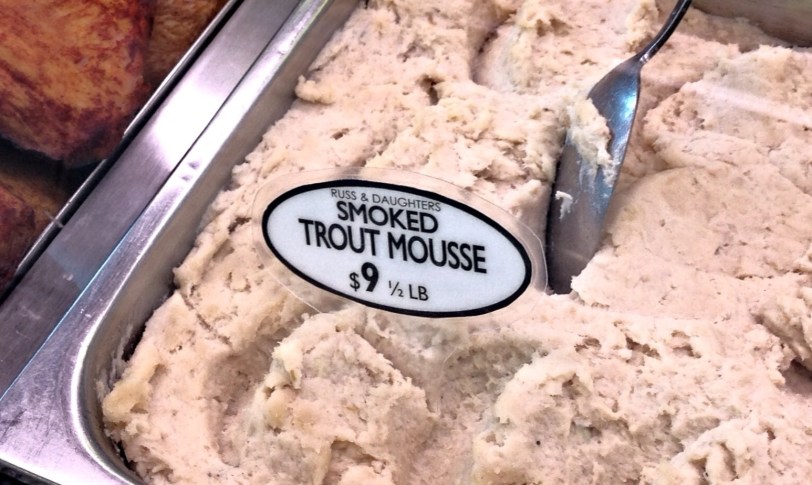 RUSS & DAUGHTERS
SMOKED
TROUT MOUSSE
$9 ½ LB